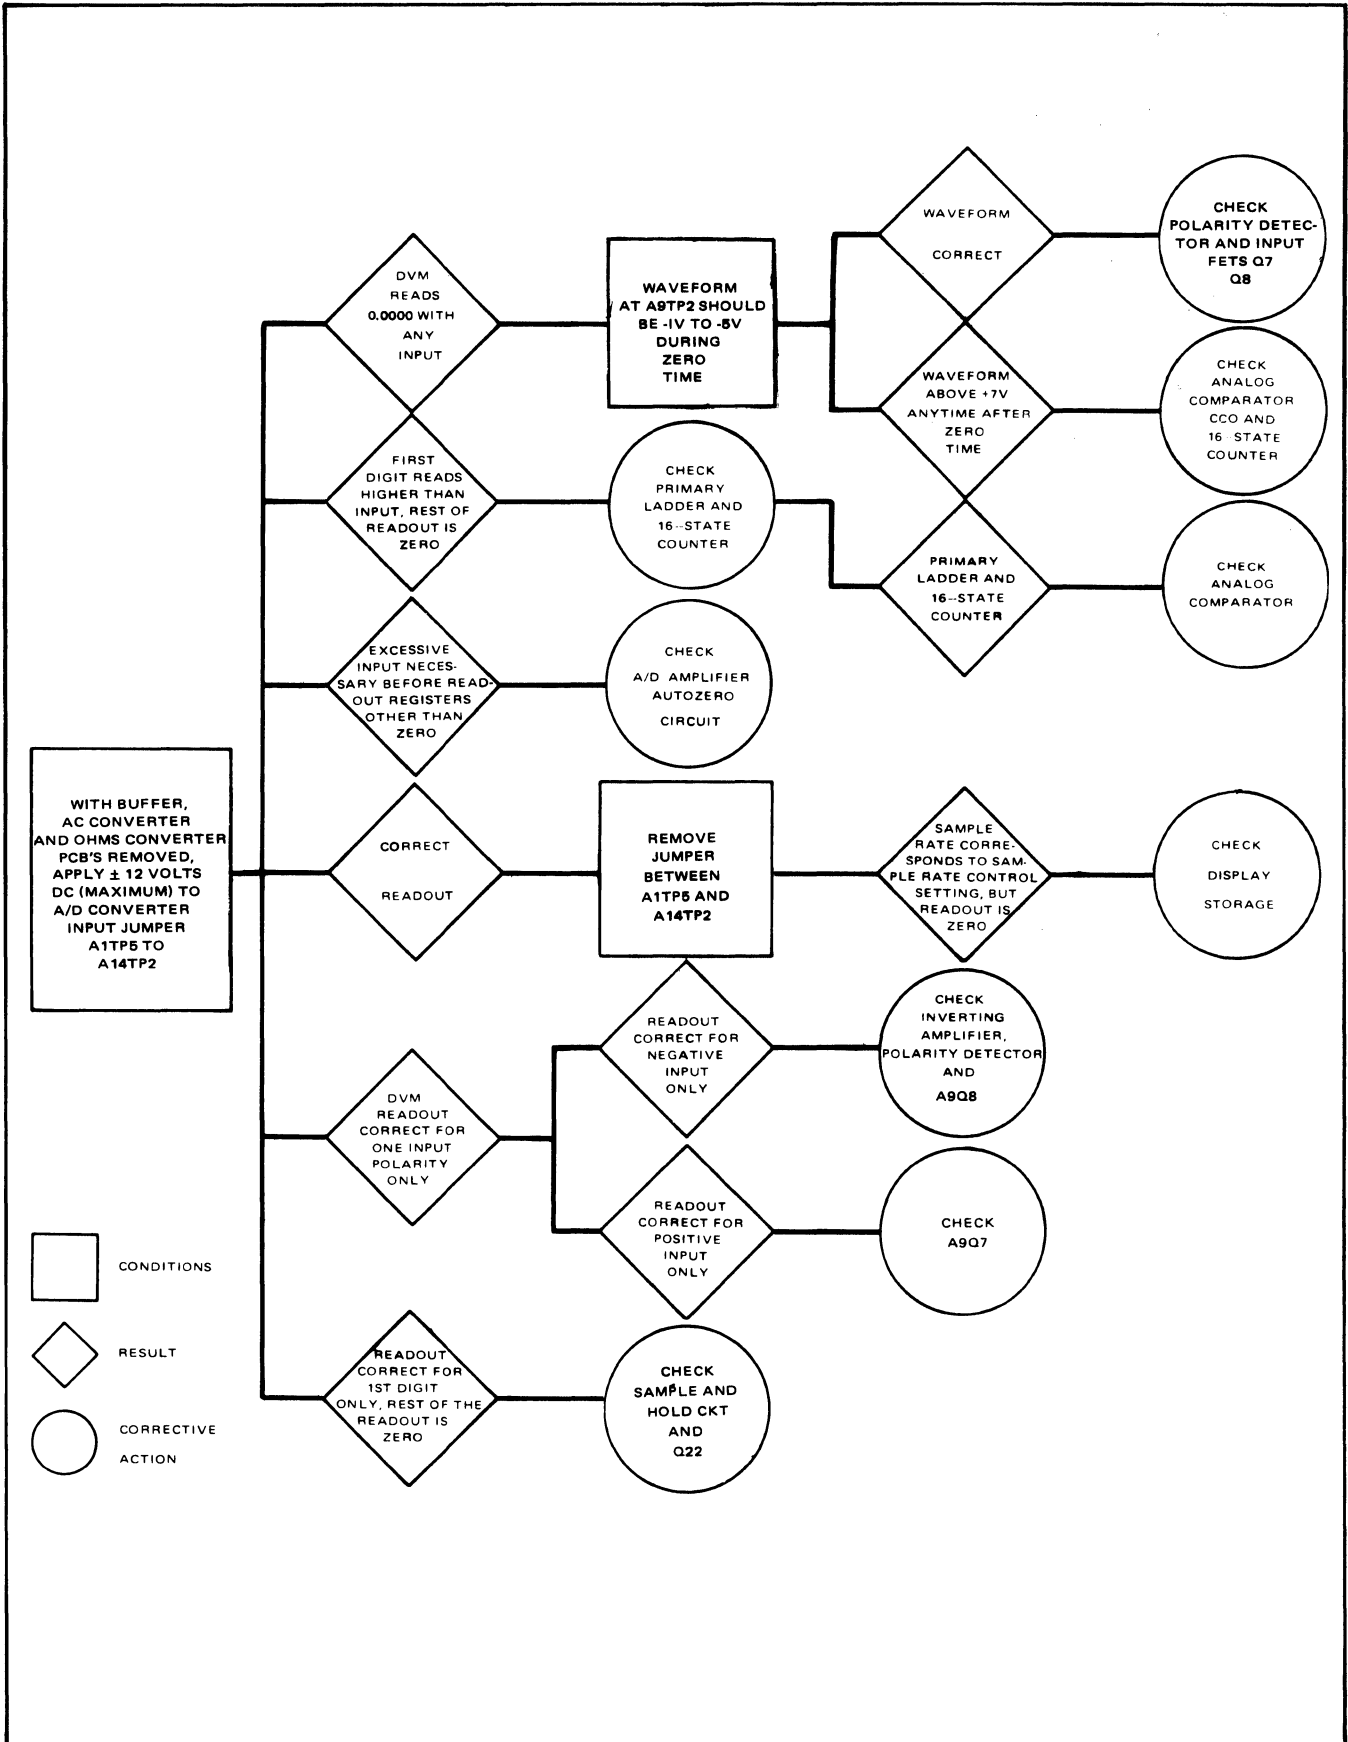 WAVEFORM
CORRECT
CHECK
POLARITY DETEC-
TOR AND INPUT
FETS Q7
Q8
DVM
READS
0.0000 WITH
ANY
INPUT
WAVEFORM
AT A9TP2 SHOULD
BE -1V TO -5V
DURING
ZERO
TIME
WAVEFORM
ABOVE +7V
ANYTIME AFTER
ZERO
TIME
CHECK
ANALOG
COMPARATOR
CCO AND
16-STATE
COUNTER
FIRST
DIGIT READS
HIGHER THAN
INPUT, REST OF
READOUT IS
ZERO
CHECK
PRIMARY
LADDER AND
16--STATE
COUNTER
PRIMARY
LADDER AND
16--STATE
COUNTER
CHECK
ANALOG
COMPARATOR
EXCESSIVE
INPUT NECES-
SARY BEFORE READ-
OUT REGISTERS
OTHER THAN
ZERO
CHECK
A/D AMPLIFIER
AUTOZERO
CIRCUIT
WITH BUFFER,
AC CONVERTER
AND OHMS CONVERTER
PCB'S REMOVED,
APPLY ± 12 VOLTS
DC (MAXIMUM) TO
A/D CONVERTER
INPUT JUMPER
A1TP5 TO
A14TP2
CORRECT
READOUT
REMOVE
JUMPER
BETWEEN
A1TP5 AND
A14TP2
SAMPLE
RATE CORRE-
SPONDS TO SAM-
PLE RATE CONTROL
SETTING, BUT
READOUT IS
ZERO
CHECK
DISPLAY
STORAGE
DVM
READOUT
CORRECT FOR
ONE INPUT
POLARITY
ONLY
READOUT
CORRECT FOR
NEGATIVE
INPUT
ONLY
CHECK
INVERTING
AMPLIFIER,
POLARITY DETECTOR
AND
A9Q8
READOUT
CORRECT FOR
POSITIVE
INPUT
ONLY
CHECK
A9Q7
READOUT
CORRECT FOR
1ST DIGIT
ONLY, REST OF THE
READOUT IS
ZERO
CHECK
SAMPLE AND
HOLD CKT
AND
Q22
CONDITIONS
RESULT
CORRECTIVE
ACTION